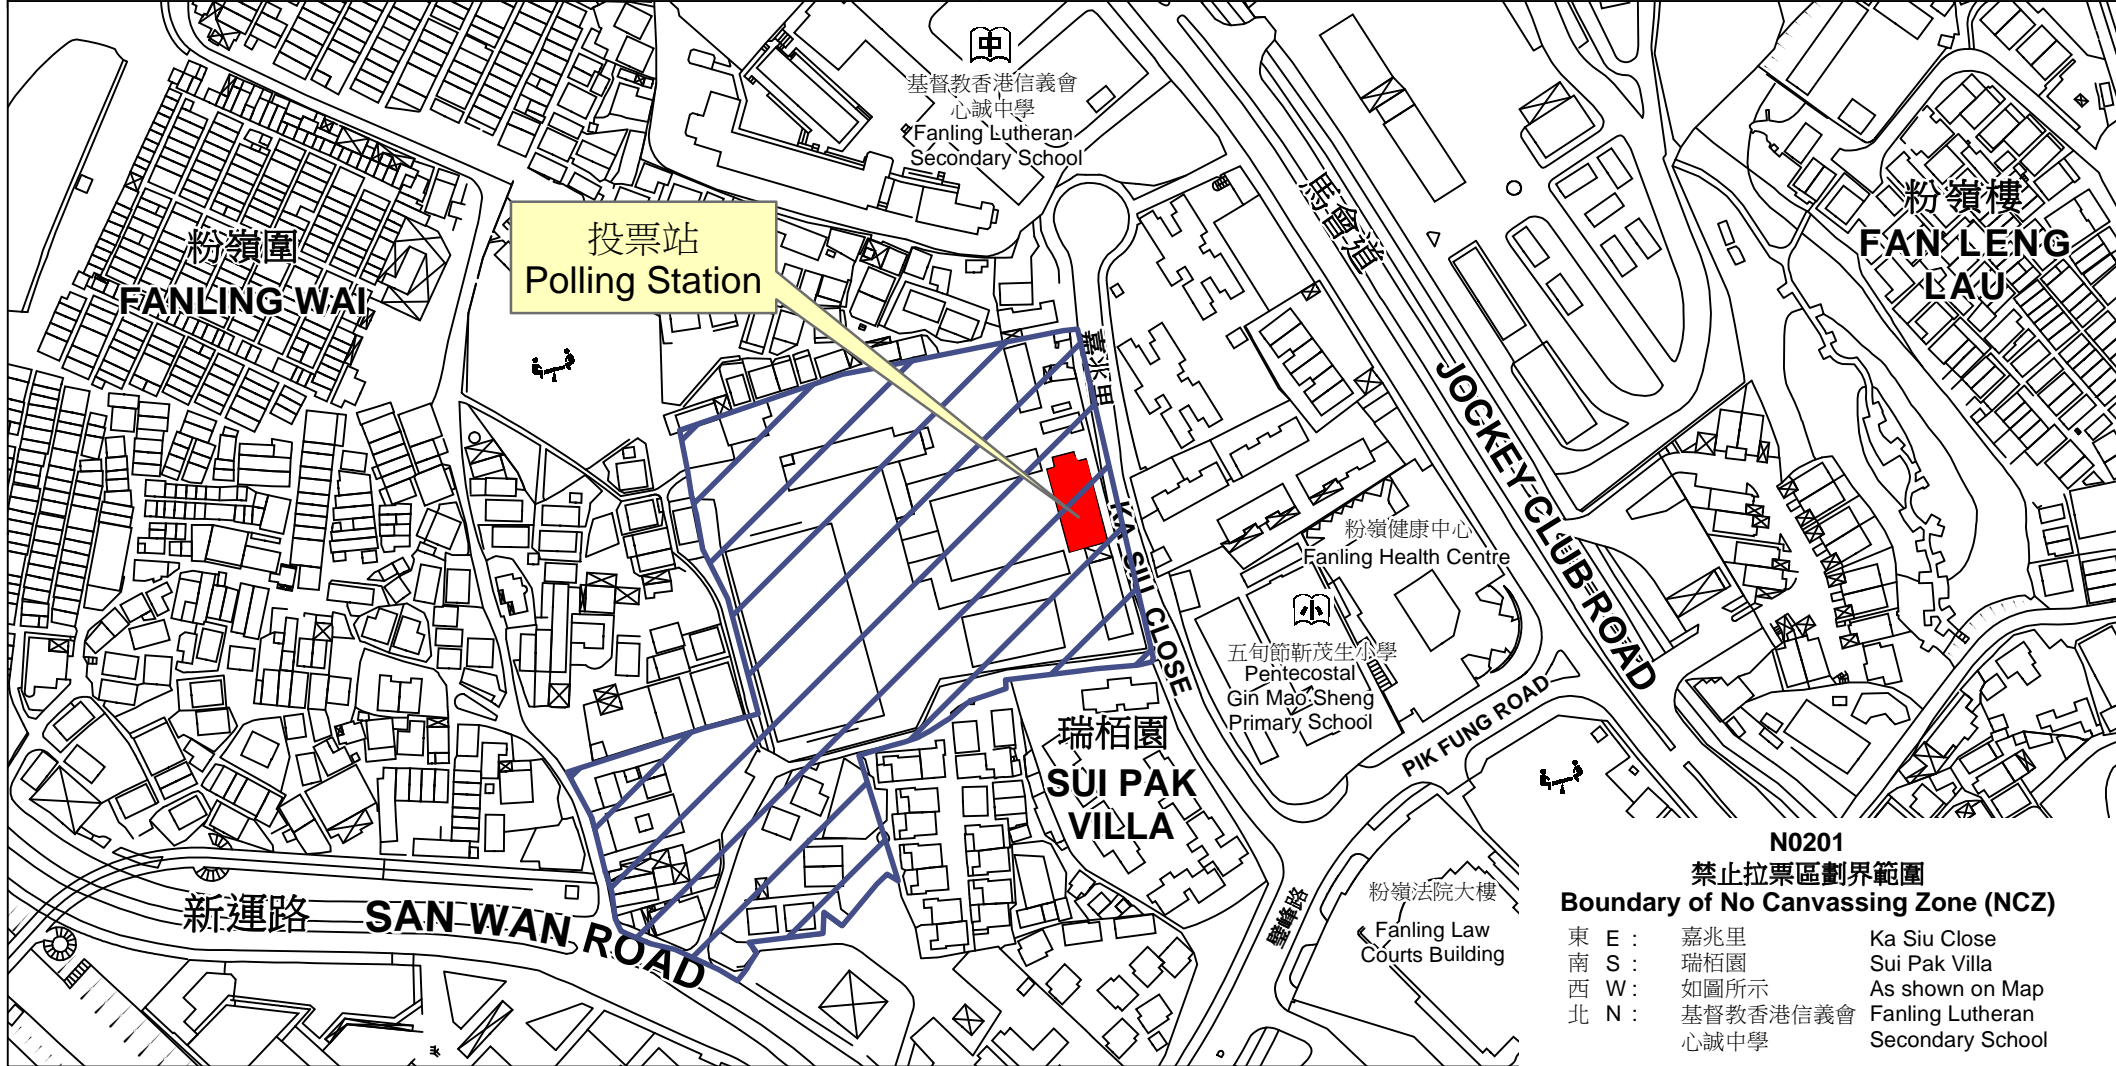 中
基督教香港信義會
心誠中學
Fanling Lutheran
Secondary School
粉嶺圍
FANLING WAI
投票站
Polling Station
馬會道
JOCKEY CLUB ROAD
粉嶺樓
FAN LENG
LAU
嘉兆里
KA SIU CLOSE
粉嶺健康中心
Fanling Health Centre
小
五旬節靳茂生小學
Pentecostal
Gin Mao Sheng
Primary School
瑞栢園
SUI PAK
VILLA
PIK FUNG ROAD
璧峰路
新運路
SAN WAN ROAD
粉嶺法院大樓
Fanling Law
Courts Building
N0201
禁止拉票區劃界範圍
Boundary of No Canvassing Zone (NCZ)
東 E : 嘉兆里 Ka Siu Close
南 S : 瑞栢園 Sui Pak Villa
西 W : 如圖所示 As shown on Map
北 N : 基督教香港信義會 Fanling Lutheran
心誠中學 Secondary School